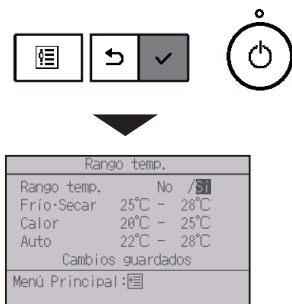 Rango temp.
Rango temp. No /Sí
Frío·Secar 25°C - 28°C
Calor 20°C - 25°C
Auto 22°C - 28°C
Cambios guardados
Menú Principal: